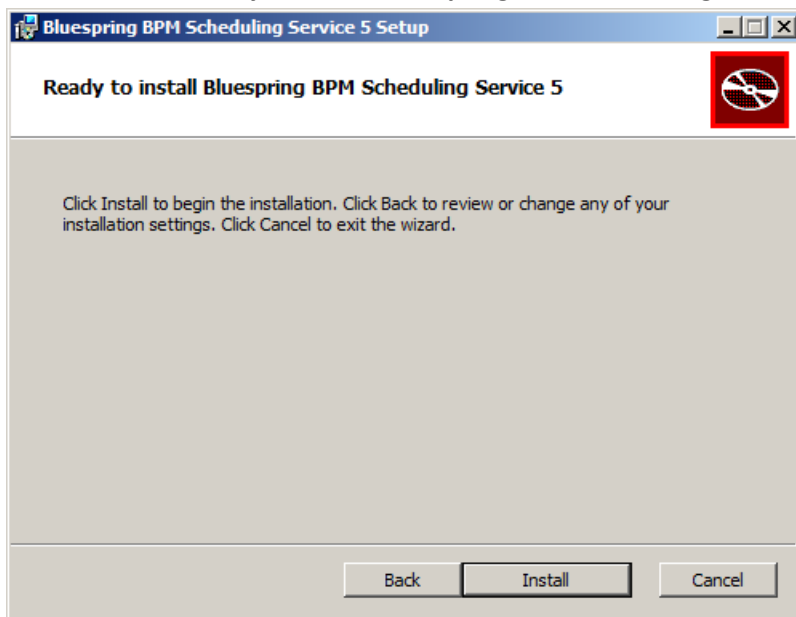 Bluespring BPM Scheduling Service 5 Setup
Ready to install Bluespring BPM Scheduling Service 5
Click Install to begin the installation. Click Back to review or change any of your
installation settings. Click Cancel to exit the wizard.
Back Install Cancel